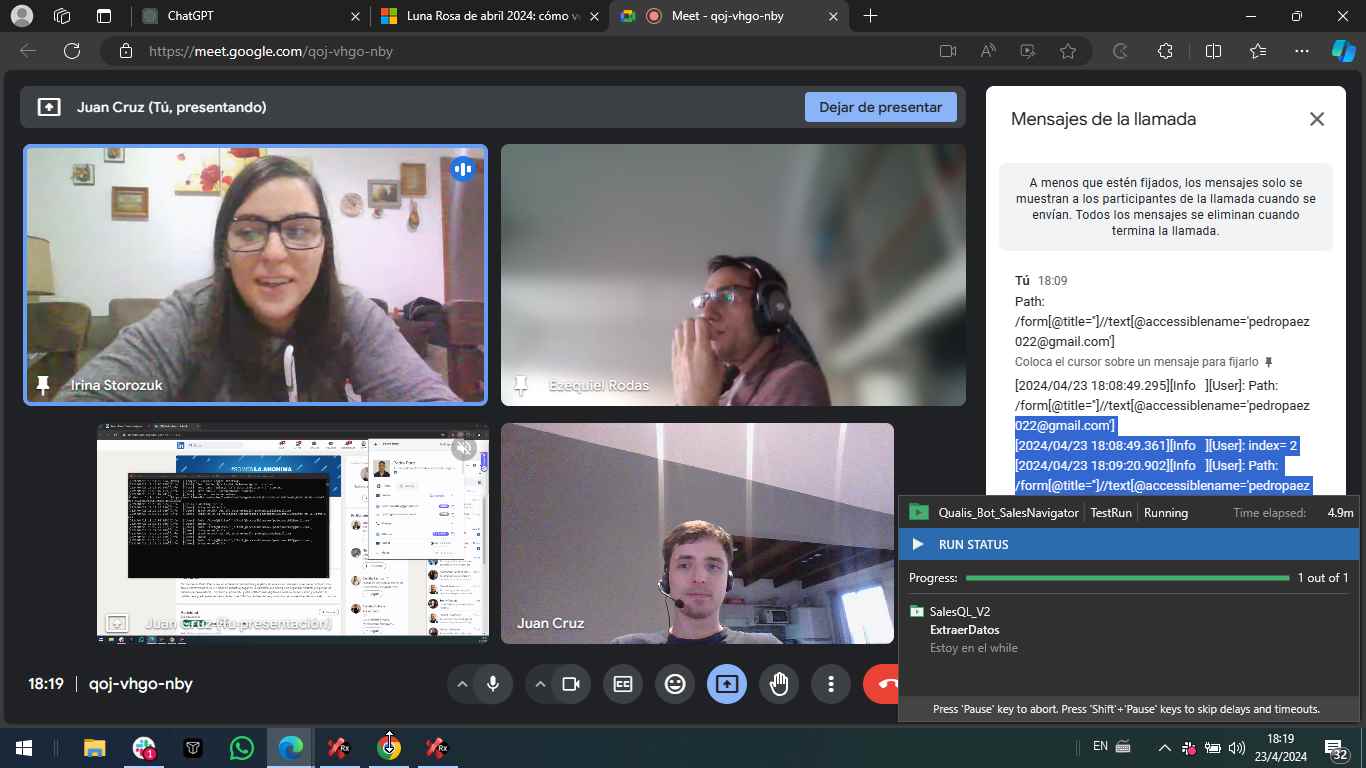 ChatGPT
Luna Rosa de abril 2024: cómo v
Meet - qoj-vhgo-nby
https://meet.google.com/qoj-vhgo-nby
Juan Cruz (Tú, presentando)
Dejar de presentar
Irina Storozuk
Ezequiel Rodas
Juan Cruz (Tu presentación)
Juan Cruz
Mensajes de la llamada
A menos que estén fijados, los mensajes solo se
muestran a los participantes de la llamada cuando se
envían. Todos los mensajes se eliminan cuando
termina la llamada.
Tú 18:09
Path:
/form[@title='']//text[@accessiblename='pedropaez
022@gmail.com']
Coloca el cursor sobre un mensaje para fijarlo
[2024/04/23 18:08:49.295][Info ][User]: Path:
/form[@title='']//text[@accessiblename='pedropaez
022@gmail.com']
[2024/04/23 18:08:49.361][Info ][User]: index= 2
[2024/04/23 18:09:20.902][Info ][User]: Path:
/form[@title='']//text[@accessiblename='pedropaez
Qualis_Bot_SalesNavigator TestRun Running Time elapsed: 4.9m
RUN STATUS
Progress: 1 out of 1
SalesQL_V2
ExtraerDatos
Estoy en el while
Press 'Pause' key to abort. Press 'Shift'+'Pause' keys to skip delays and timeouts.
18:19 | qoj-vhgo-nby
1
Rx
Rx
EN
18:19
23/4/2024
32